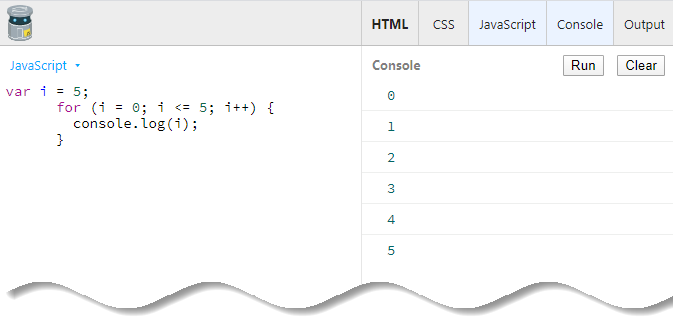 HTML CSS JavaScript Console Output
JavaScript
var i = 5;
for (i = 0; i <= 5; i++) {
console.log(i);
}
Console Run Clear
0
1
2
3
4
5